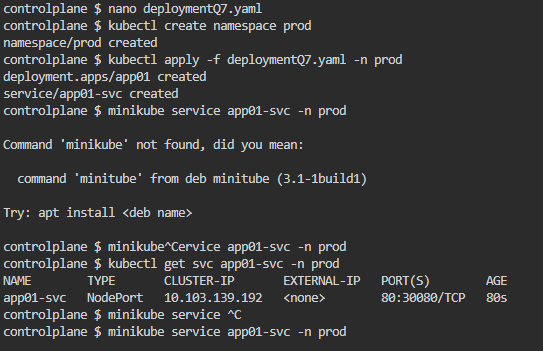 controlplane $ nano deploymentQ7.yaml
controlplane $ kubectl create namespace prod
namespace/prod created
controlplane $ kubectl apply -f deploymentQ7.yaml -n prod
deployment.apps/app01 created
service/app01-svc created
controlplane $ minikube service app01-svc -n prod
Command 'minikube' not found, did you mean:
command 'minitube' from deb minitube (3.1-1build1)
Try: apt install <deb name>
controlplane $ minikube^Cervice app01-svc -n prod
controlplane $ kubectl get svc app01-svc -n prod
NAME TYPE CLUSTER-IP EXTERNAL-IP PORT(S) AGE
app01-svc NodePort 10.103.139.192 <none> 80:30080/TCP 80s
controlplane $ minikube service ^C
controlplane $ minikube service app01-svc -n prod